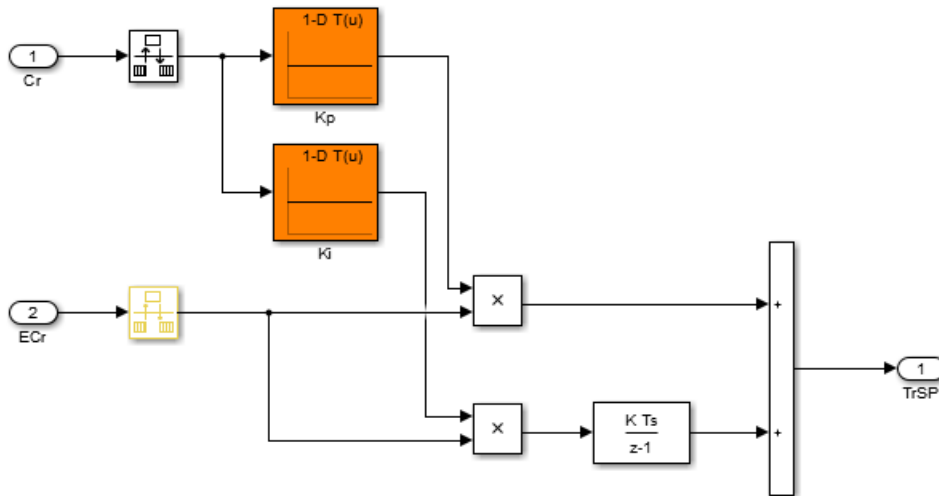 1
Cr
1-D T(u)
Kp
1-D T(u)
Ki
2
ECr
×
×
K Ts
z-1
+
+
1
TrSP